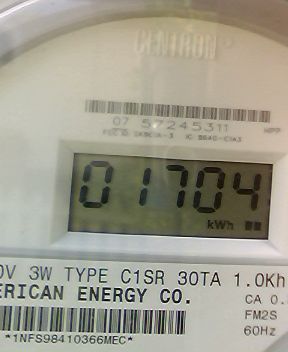 CENTRON
07 57245311
01704
kWh
0V 3W TYPE C1SR 30TA 1.0Kh
ERICAN ENERGY CO.
CA 0.
FM2S
60Hz
*1NFS98410366MEC*